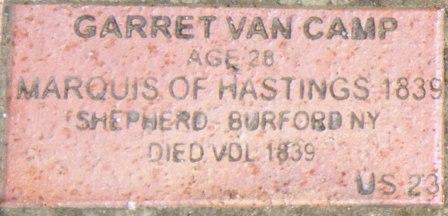 GARRET VAN CAMP
AGE 28
MARQUIS OF HASTINGS 1839
SHEPHERD - BURFORD NY
DIED VDL 1839
US 23